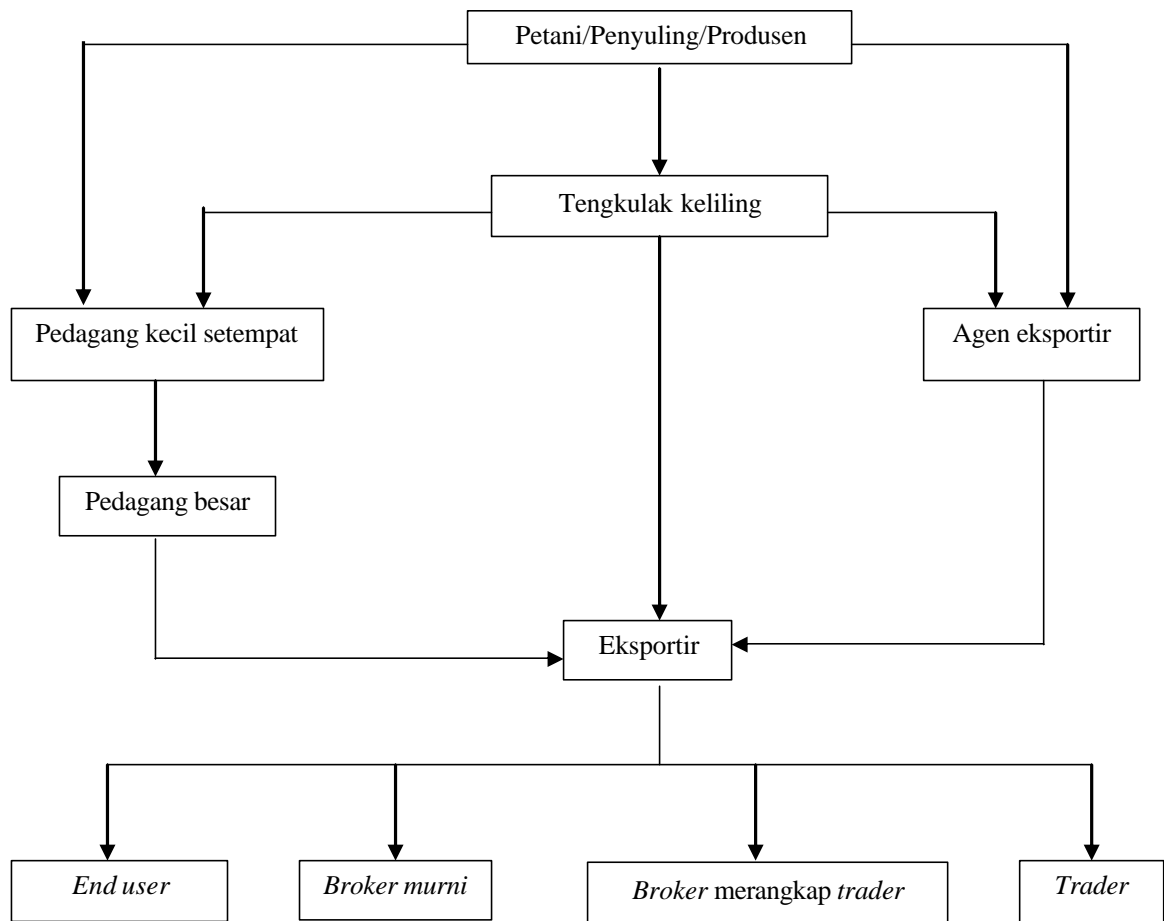 Petani/Penyuling/Produsen
Tengkulak keliling
Pedagang kecil setempat
Agen eksportir
Pedagang besar
Eksportir
End user
Broker murni
Broker merangkap trader
Trader